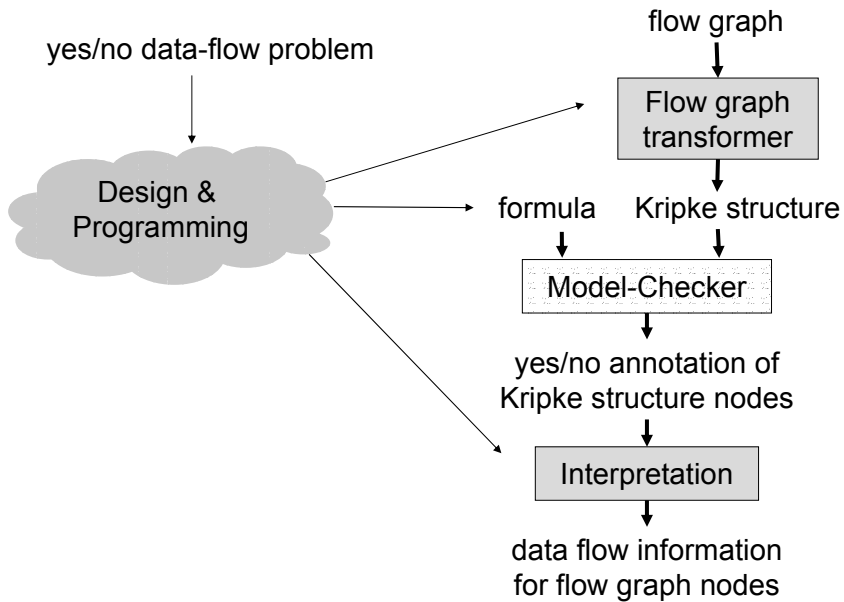 flow graph
yes/no data-flow problem
Flow graph
transformer
Design &
Programming
formula
Kripke structure
Model-Checker
yes/no annotation of
Kripke structure nodes
Interpretation
data flow information
for flow graph nodes